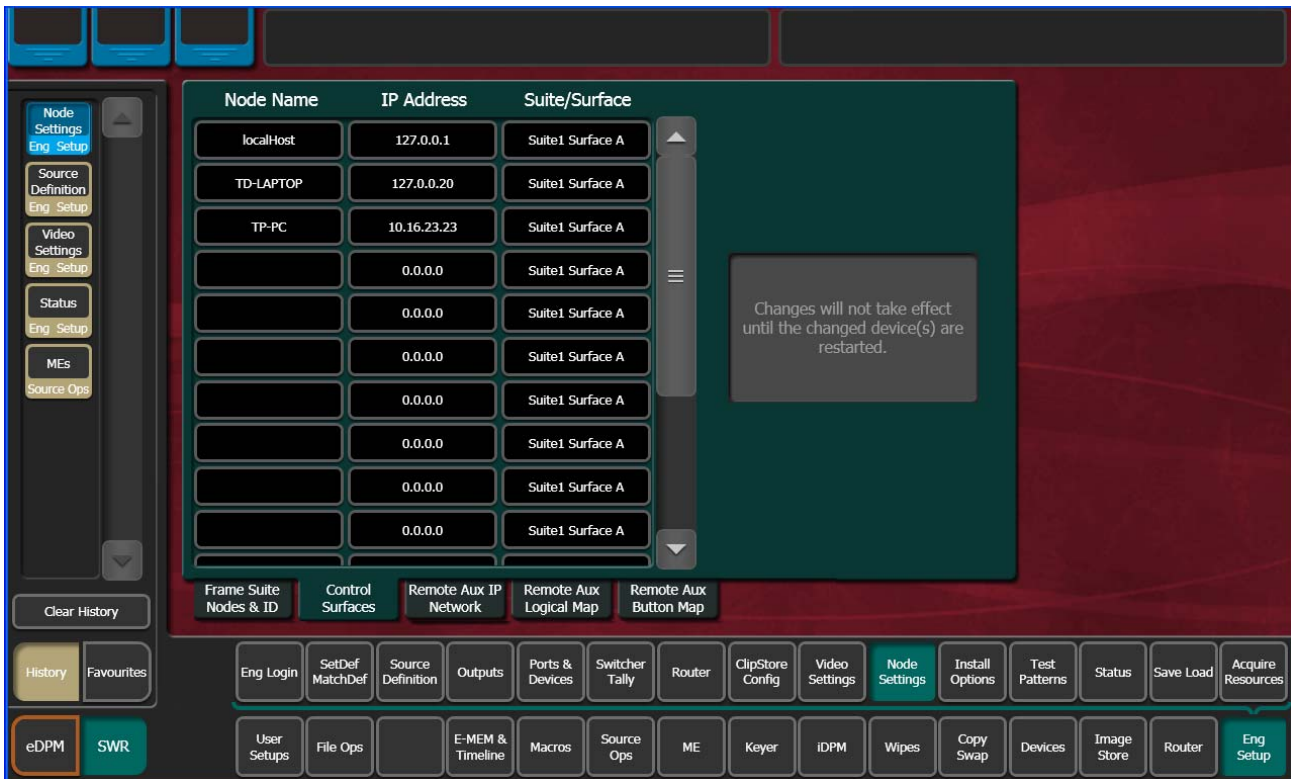 Node
Settings
Eng Setup
Source
Definition
Eng Setup
Video
Settings
Eng Setup
Status
Eng Setup
MEs
Source Ops
Clear History
History Favourites
eDPM SWR
Node Name IP Address Suite/Surface
localHost 127.0.0.1 Suite1 Surface A
TD-LAPTOP 127.0.0.20 Suite1 Surface A
TP-PC 10.16.23.23 Suite1 Surface A
0.0.0.0 Suite1 Surface A
0.0.0.0 Suite1 Surface A
0.0.0.0 Suite1 Surface A
0.0.0.0 Suite1 Surface A
0.0.0.0 Suite1 Surface A
0.0.0.0 Suite1 Surface A
0.0.0.0 Suite1 Surface A
Changes will not take effect
until the changed device(s) are
restarted.
Frame Suite
Nodes & ID
Control
Surfaces
Remote Aux IP
Network
Remote Aux
Logical Map
Remote Aux
Button Map
Eng Login
SetDef
MatchDef
Source
Definition
Outputs
Ports &
Devices
Switcher
Tally
Router
ClipStore
Config
Video
Settings
Node
Settings
Install
Options
Test
Patterns
Status
Save Load
Acquire
Resources
User
Setups
File Ops
E-MEM &
Timeline
Macros
Source
Ops
ME
Keyer
iDPM
Wipes
Copy
Swap
Devices
Image
Store
Router
Eng
Setup